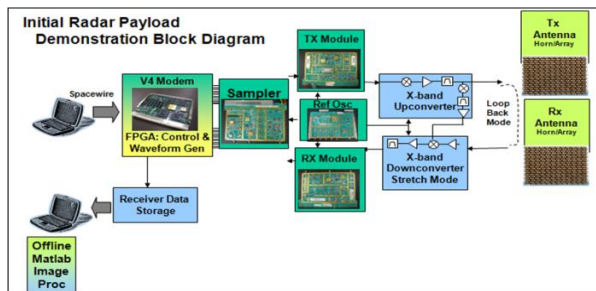 Initial Radar Payload
Demonstration Block Diagram
Tx
Antenna
Horn/Array
TX Module
V4 Modem
Spacewire
Sampler
Ref Osc
X-band
Upconverter
FPGA: Control &
Waveform Gen
Loop
Back
Mode
Rx
Antenna
Horn/Array
RX Module
X-band
Downconverter
Stretch Mode
Receiver Data
Storage
Offline
Matlab
Image
Proc